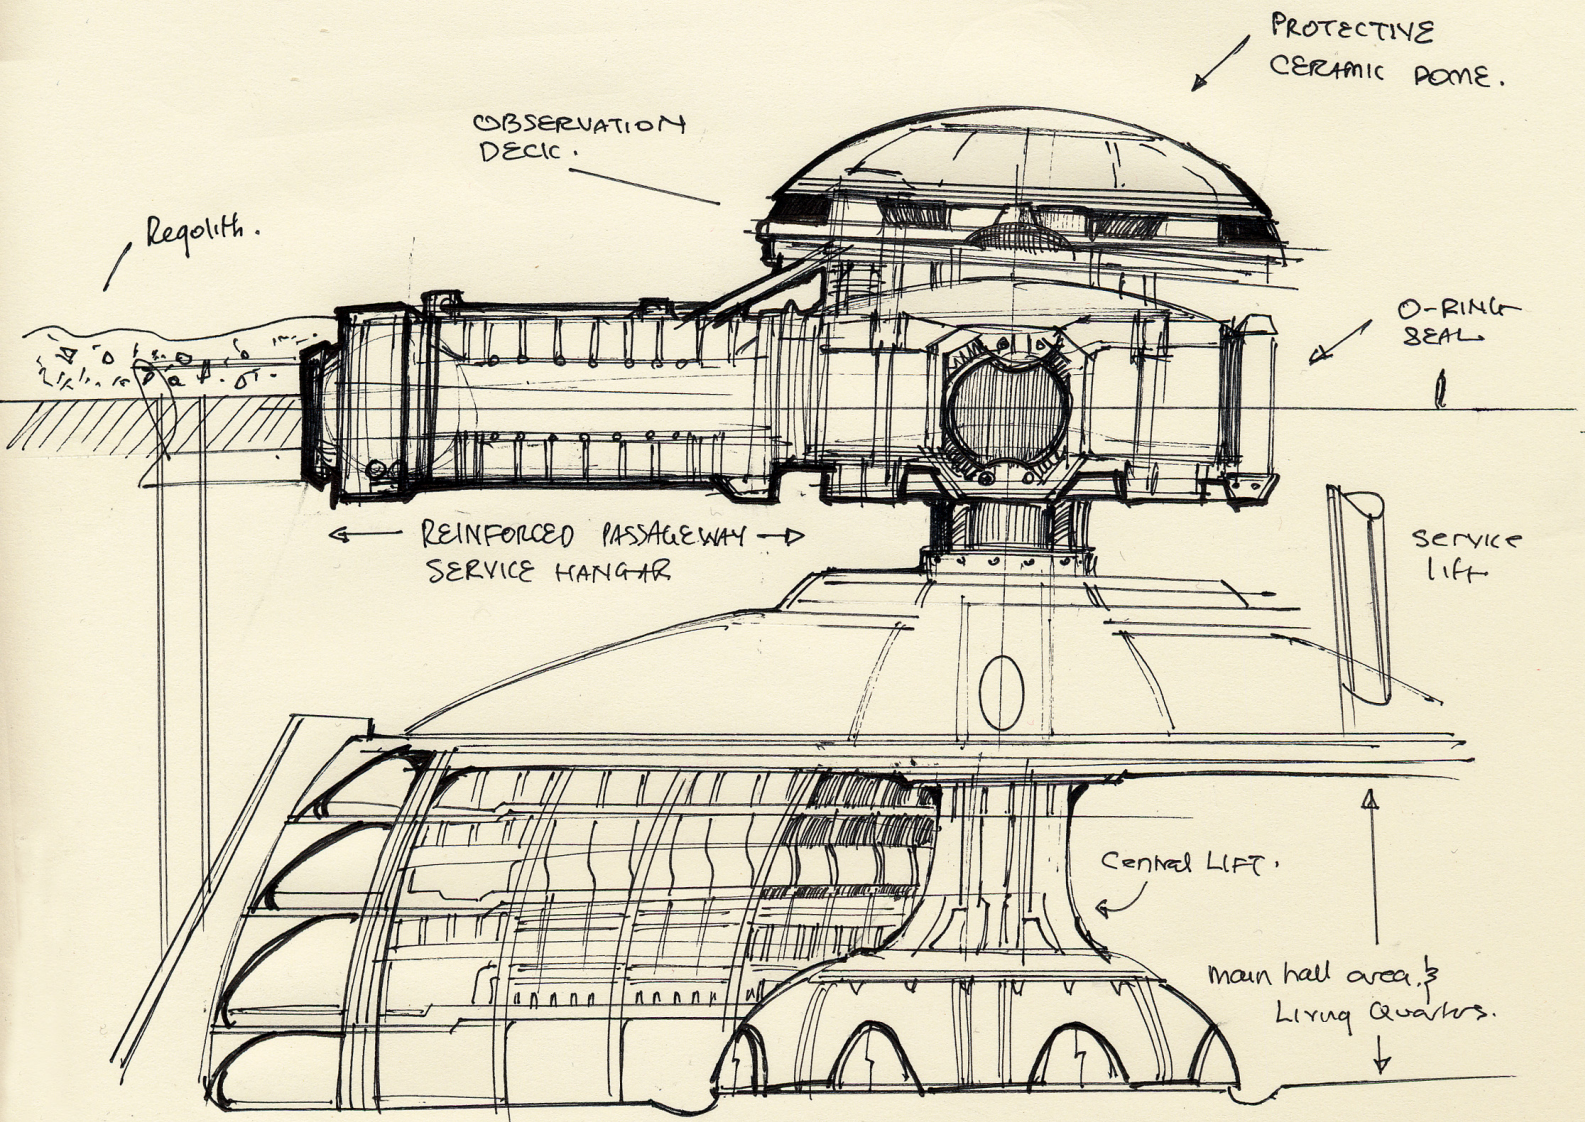 PROTECTIVE
CERAMIC DOME.
OBSERVATION
DECK.
Regolith.
O-RING
SEAL
REINFORCED PASSAGEWAY
SERVICE HANGAR
Service
lift
Central LIFT.
Main hall area &
Living Quarters.